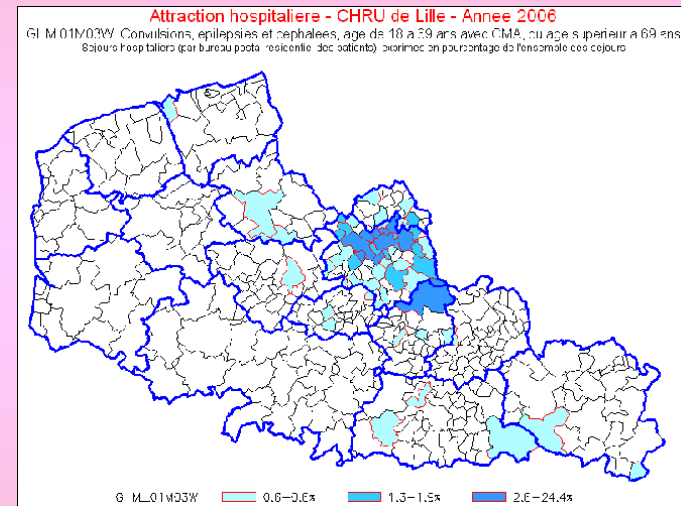 Attraction hospitaliere - CHRU de Lille - Annee 2006
GHM 01M03W Convulsions, epilepsies et cephalees, age de 18 a 69 ans avec CMA, ou age superieur a 69 ans
Sejours hospitaliers (par bureau postal residentiel des patients) exprimes en pourcentage de l'ensemble des sejours
GHM_01M03W 0.6-0.8% 1.3-1.9% 2.6-24.4%